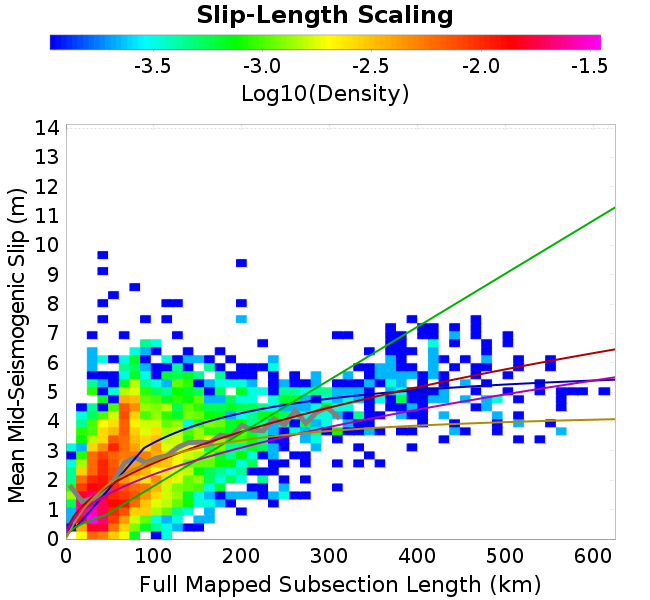 Slip-Length Scaling
-3.5 -3.0 -2.5 -2.0 -1.5
Log10(Density)
Mean Mid-Seismogenic Slip (m)
14
13
12
11
10
9
8
7
6
5
4
3
2
1
0
0 100 200 300 400 500 600
Full Mapped Subsection Length (km)